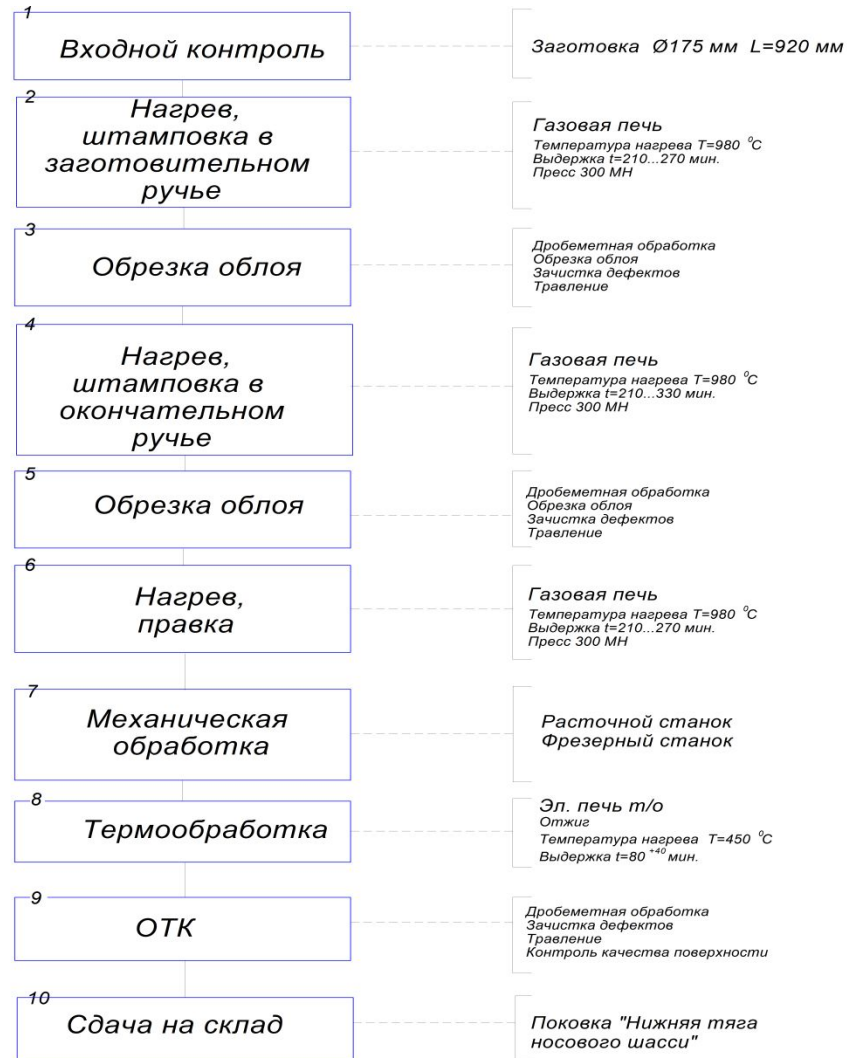 1
Входной контроль
Заготовка Ø175 мм L=920 мм
2
Нагрев,
штамповка в
заготовительном
ручье
Газовая печь
Температура нагрева T=980 ⁰C
Выдержка t=210...270 мин.
Пресс 300 МН
3
Обрезка облоя
Дробеметная обработка
Обрезка облоя
Зачистка дефектов
Травление
4
Нагрев,
штамповка в
окончательном
ручье
Газовая печь
Температура нагрева T=980 ⁰C
Выдержка t=210...330 мин.
Пресс 300 МН
5
Обрезка облоя
Дробеметная обработка
Обрезка облоя
Зачистка дефектов
Травление
6
Нагрев,
правка
Газовая печь
Температура нагрева T=980 ⁰C
Выдержка t=210...270 мин.
Пресс 300 МН
7
Механическая
обработка
Расточной станок
Фрезерный станок
8
Термообработка
Эл. печь т/о
Отжиг
Температура нагрева T=450 ⁰C
Выдержка t=80 ⁺⁴⁰ мин.
9
ОТК
Дробеметная обработка
Зачистка дефектов
Травление
Контроль качества поверхности
10
Сдача на склад
Поковка "Нижняя тяга
носового шасси"